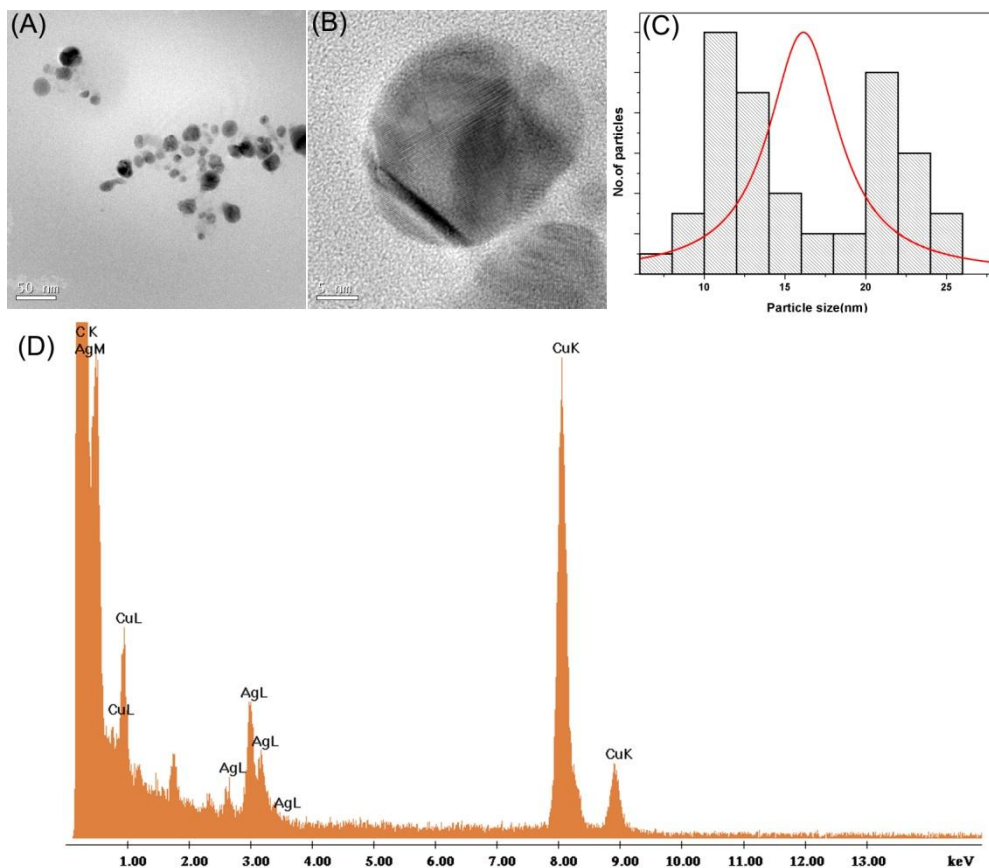 (A)
50 nm
(B)
5 nm
(C)
No.of particles
10 15 20 25
Particle size(nm)
(D)
C K
AgM
CuL
CuL
AgL
AgL
AgL
AgL
CuK
CuK
1.00 2.00 3.00 4.00 5.00 6.00 7.00 8.00 9.00 10.00 11.00 12.00 13.00 keV